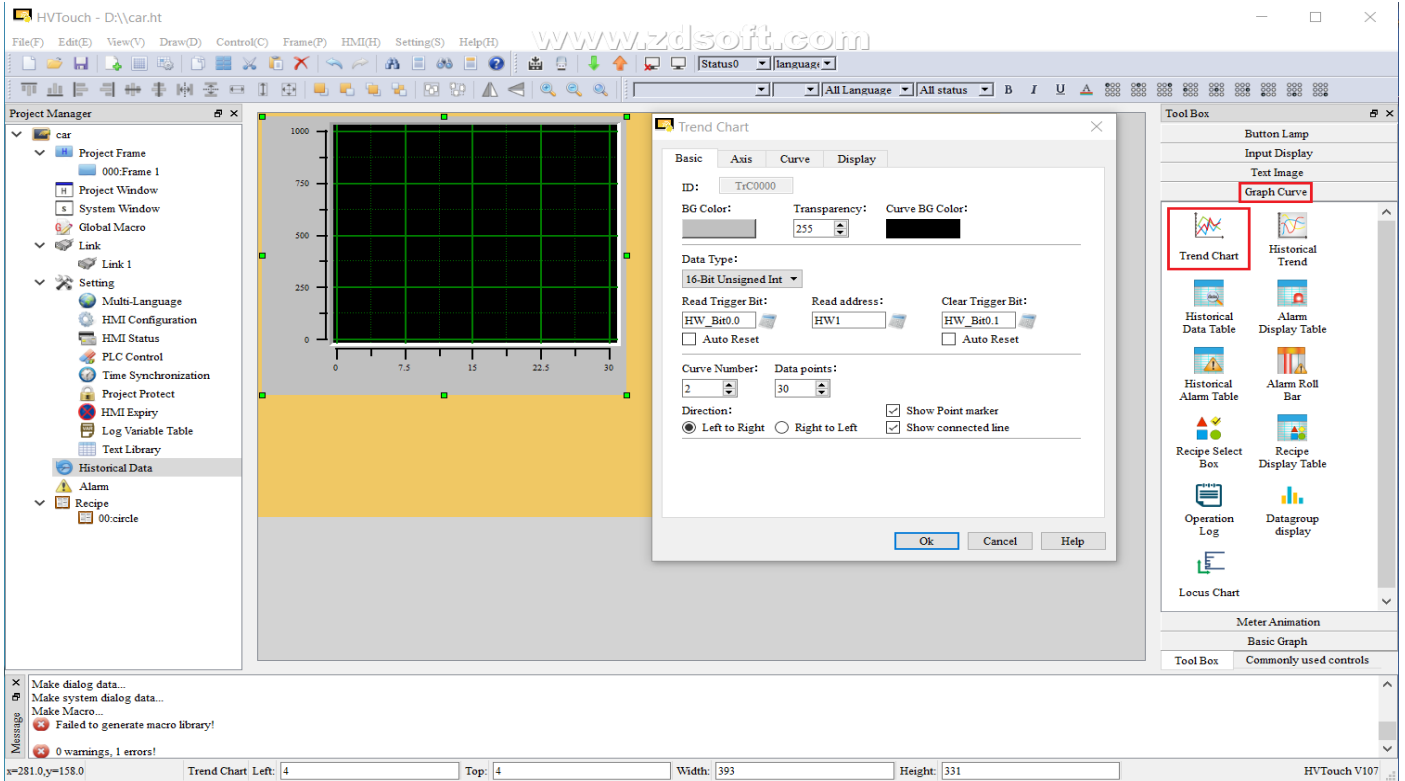 HVTouch - D:\\car.ht
www.zdsoft.com
File(F) Edit(E) View(V) Draw(D) Control(C) Frame(P) HMI(H) Setting(S) Help(H)
Status0 language
All Language All status B I U A
Project Manager
car
Project Frame
000:Frame 1
Project Window
System Window
Global Macro
Link
Link 1
Setting
Multi-Language
HMI Configuration
HMI Status
PLC Control
Time Synchronization
Project Protect
HMI Expiry
Log Variable Table
Text Library
Historical Data
Alarm
Recipe
00:circle
1000
750
500
250
0
0 7.5 15 22.5 30
Trend Chart
Basic Axis Curve Display
ID: TrC0000
BG Color: Transparency: Curve BG Color:
255
Data Type:
16-Bit Unsigned Int
Read Trigger Bit: Read address: Clear Trigger Bit:
HW_Bit0.0 HW1 HW_Bit0.1
Auto Reset Auto Reset
Curve Number: Data points:
2 30
Direction: Show Point marker
Left to Right Right to Left Show connected line
Ok Cancel Help
Tool Box
Button Lamp
Input Display
Text Image
Graph Curve
Trend Chart
Historical
Trend
Historical
Data Table
Alarm
Display Table
Historical
Alarm Table
Alarm Roll
Bar
Recipe Select
Box
Recipe
Display Table
Operation
Log
Datagroup
display
Locus Chart
Meter Animation
Basic Graph
Tool Box Commonly used controls
Message
Make dialog data...
Make system dialog data...
Make Macro...
Failed to generate macro library!
0 warnings, 1 errors!
x=281.0,y=158.0 Trend Chart Left: 4 Top: 4 Width: 393 Height: 331 HVTouch V107